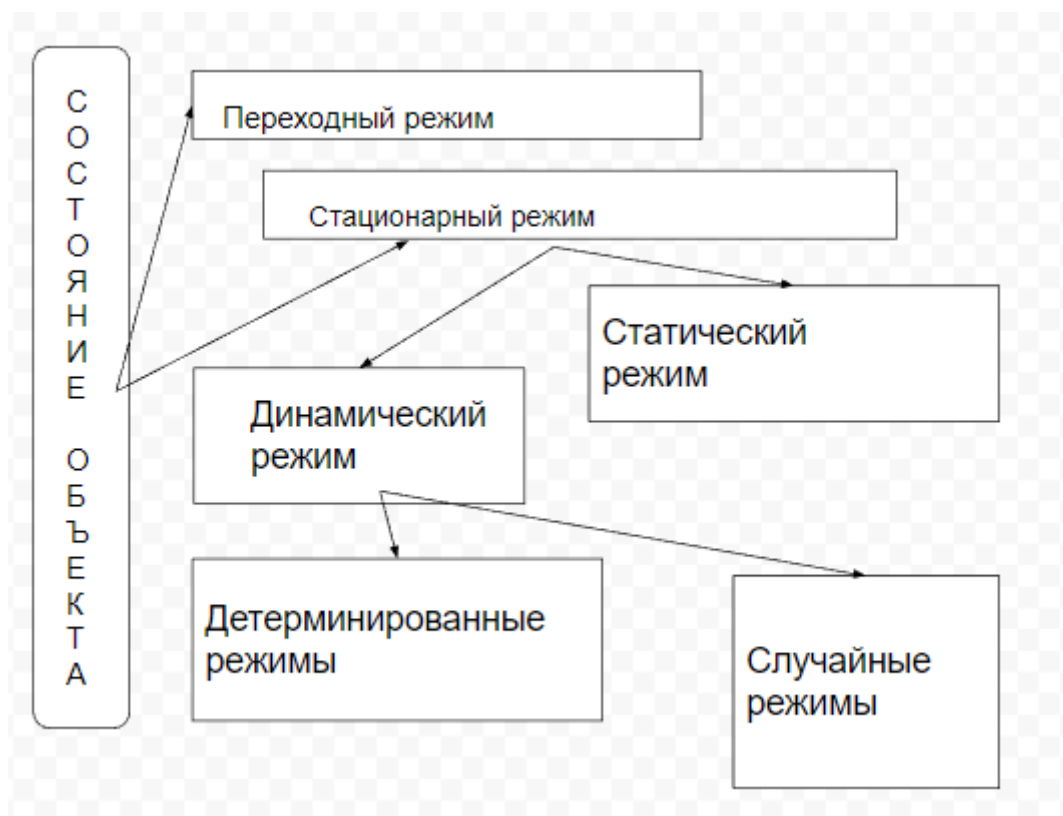 СОСТОЯНИЕ ОБЪЕКТА
Переходный режим
Стационарный режим
Статический
режим
Динамический
режим
Детерминированные
режимы
Случайные
режимы